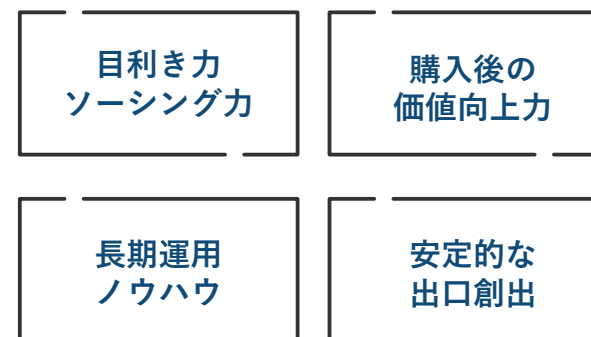 目利き力
ソーシング力
購入後の
価値向上力
長期運用
ノウハウ
安定的な
出口創出